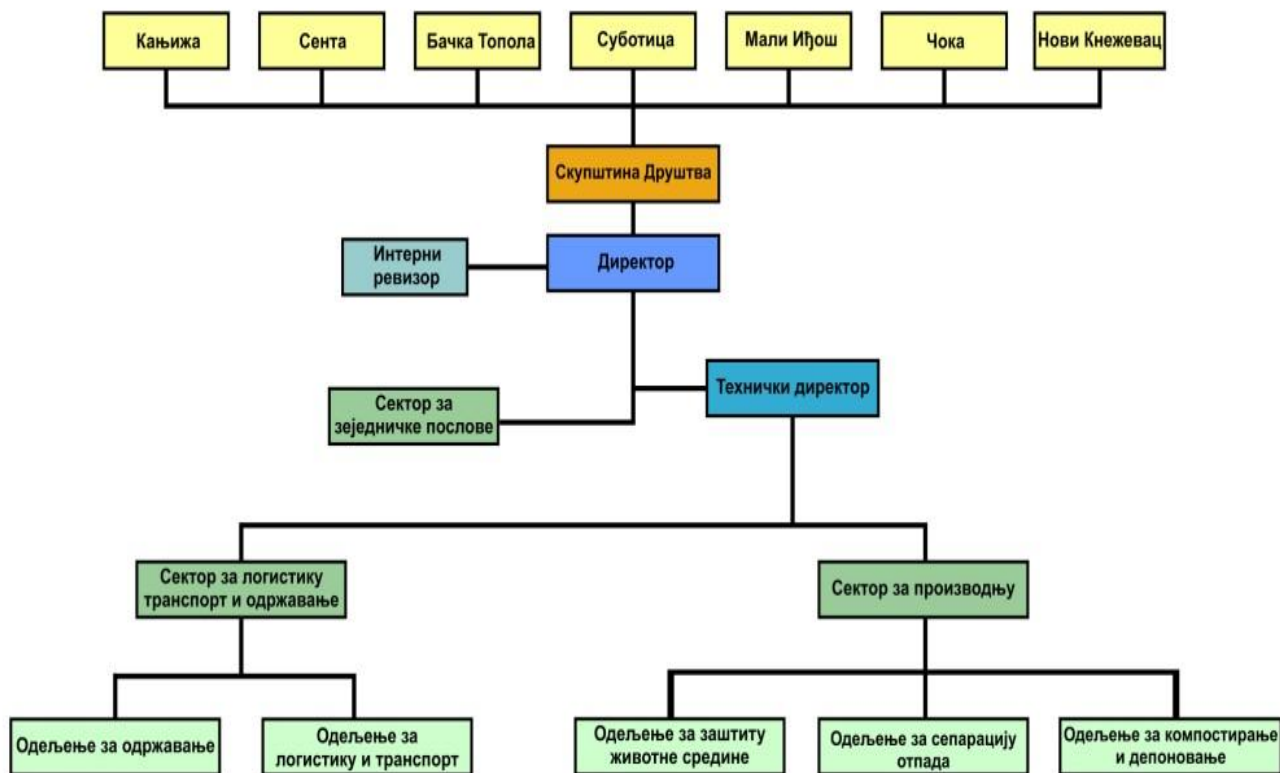 Кањижа
Сента
Бачка Топола
Суботица
Мали Иђош
Чока
Нови Кнежевац
Скупштина Друштва
Интерни
ревизор
Директор
Технички директор
Сектор за
зеједничке послове
Сектор за логистику
транспорт и одржавање
Сектор за производњу
Одељење за одржавање
Одељење за
логистику и транспорт
Одељење за заштиту
животне средине
Одељење за сепарацију
отпада
Одељење за компостирање
и депоновање